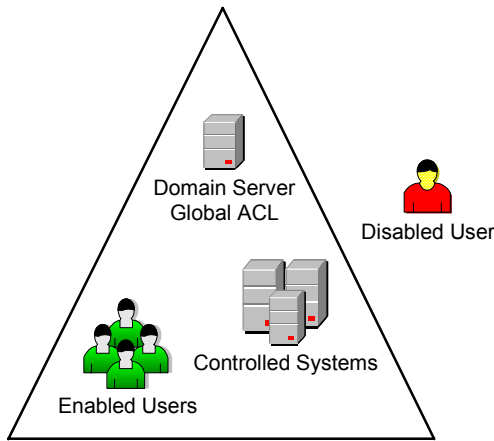 Domain Server
Global ACL
Disabled User
Controlled Systems
Enabled Users